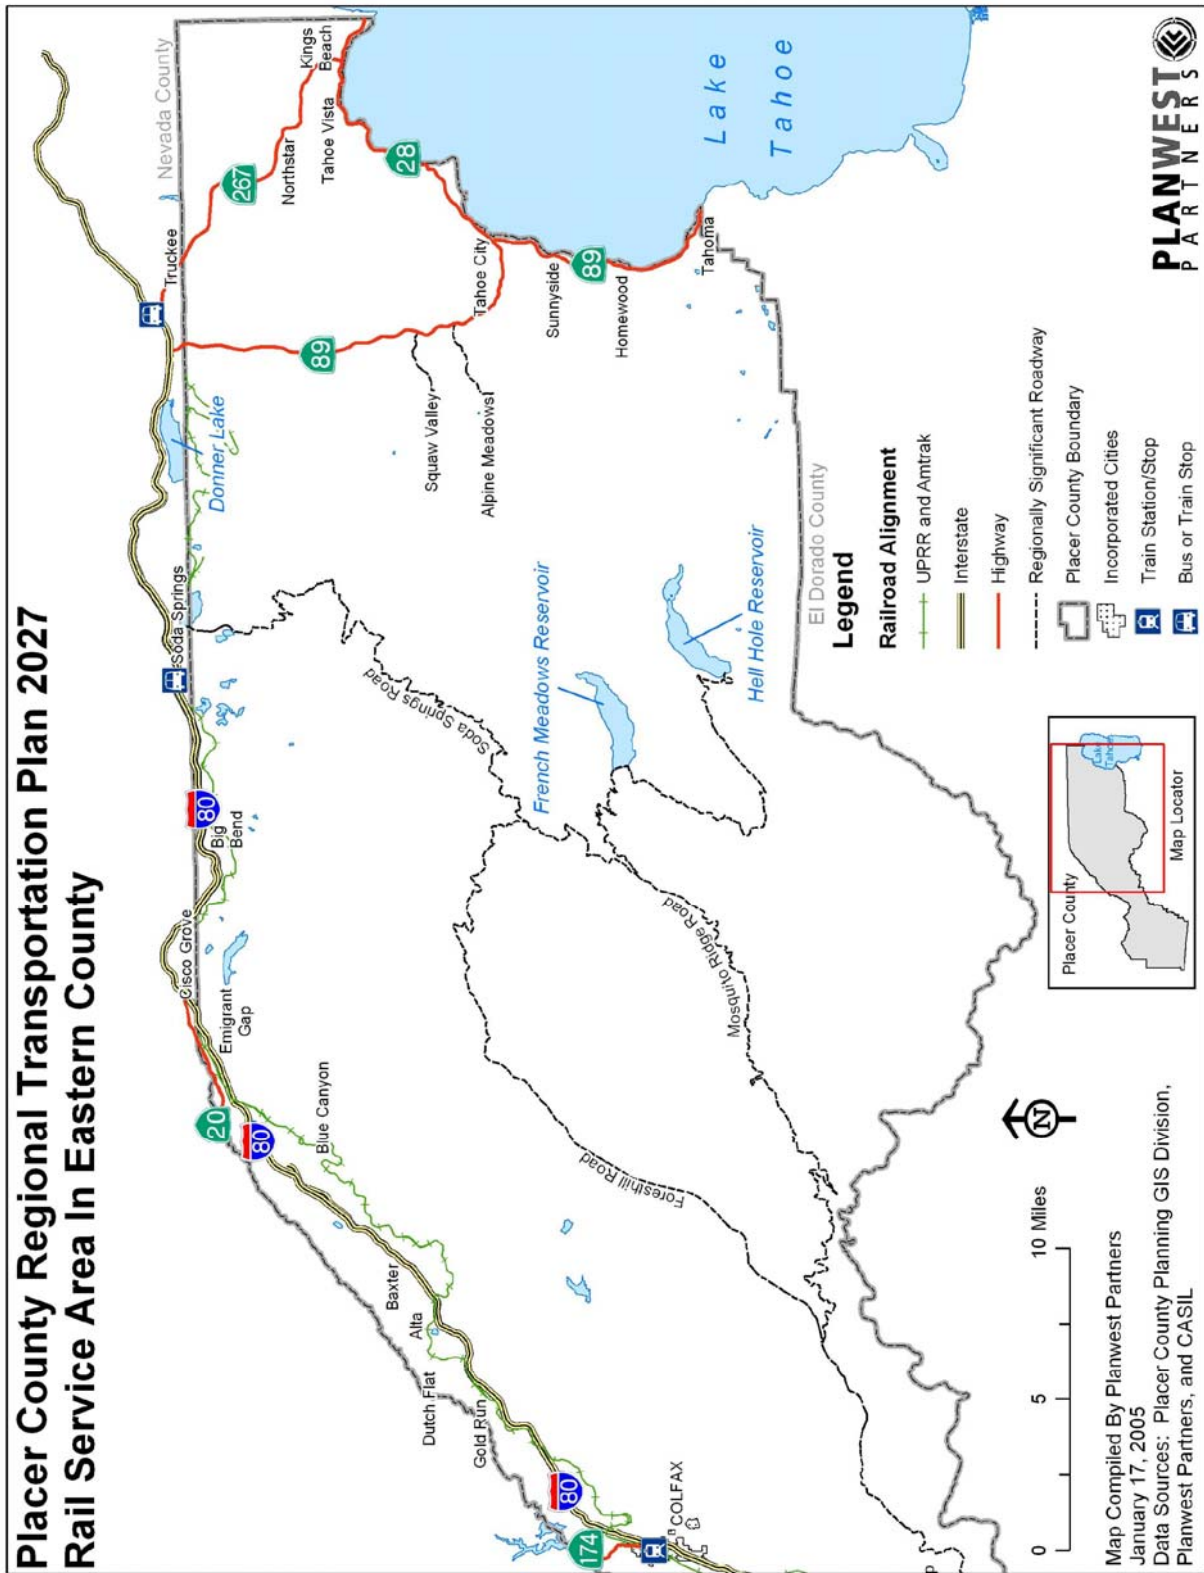 Placer County Regional Transportation Plan 2027
Rail Service Area In Eastern County
Nevada County
Truckee
267
Northstar
Kings
Beach
Tahoe Vista
28
Lake
Tahoe
89
Donner Lake
Squaw Valley
Alpine Meadows
Tahoe City
Sunnyside
89
Homewood
Tahoma
Soda Springs
80
Big
Bend
Cisco Grove
Emigrant
Gap
20
80
Blue Canyon
Baxter
Alta
Dutch Flat
Gold Run
80
174
COLFAX
Soda Springs Road
French Meadows Reservoir
Hell Hole Reservoir
Foresthill Road
Mosquito Ridge Road
El Dorado County
Legend
Railroad Alignment
UPRR and Amtrak
Interstate
Highway
Regionally Significant Roadway
Placer County Boundary
Incorporated Cities
Train Station/Stop
Bus or Train Stop
Placer County
Lake
Tahoe
Map Locator
N
0 5 10 Miles
Map Compiled By Planwest Partners
January 17, 2005
Data Sources: Placer County Planning GIS Division,
Planwest Partners, and CASIL
PLANWEST
PARTNERS